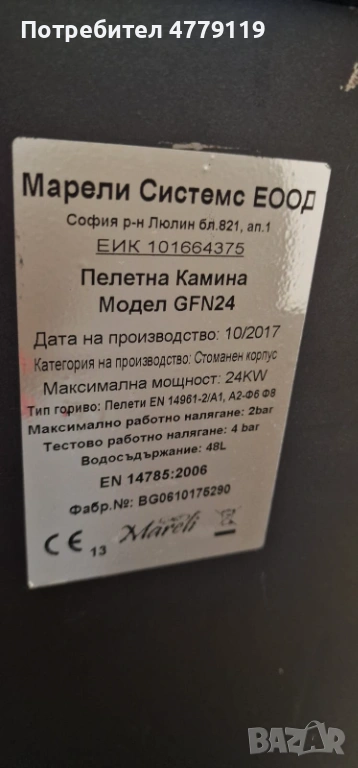 Потребител 4779119
Марели Системс ЕООД
София р-н Люлин бл.821, ап.1
ЕИК 101664375
Пелетна Камина
Модел GFN24
Дата на производство: 10/2017
Категория на производство: Стоманен корпус
Максимална мощност: 24KW
Тип гориво: Пелети EN 14961-2/A1, A2-Ф6 Ф8
Максимално работно налягане: 2bar
Тестово работно налягане: 4 bar
Водосъдържание: 48L
EN 14785:2006
Фабр.№: BG0610175290
CE 13 Mareli
BAZAR